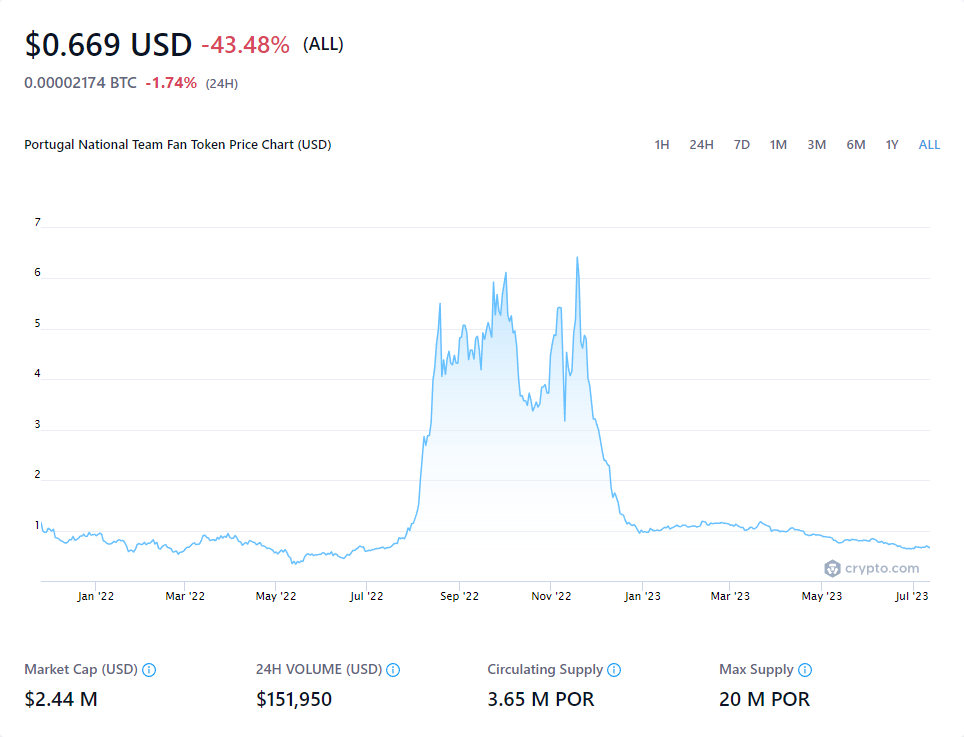 $0.669 USD -43.48% (ALL)
0.00002174 BTC -1.74% (24H)
Portugal National Team Fan Token Price Chart (USD) 1H 24H 7D 1M 3M 6M 1Y ALL
7
6
5
4
3
2
1
crypto.com
Jan '22 Mar '22 May '22 Jul '22 Sep '22 Nov '22 Jan '23 Mar '23 May '23 Jul '23
Market Cap (USD) 24H VOLUME (USD) Circulating Supply Max Supply
$2.44 M $151,950 3.65 M POR 20 M POR